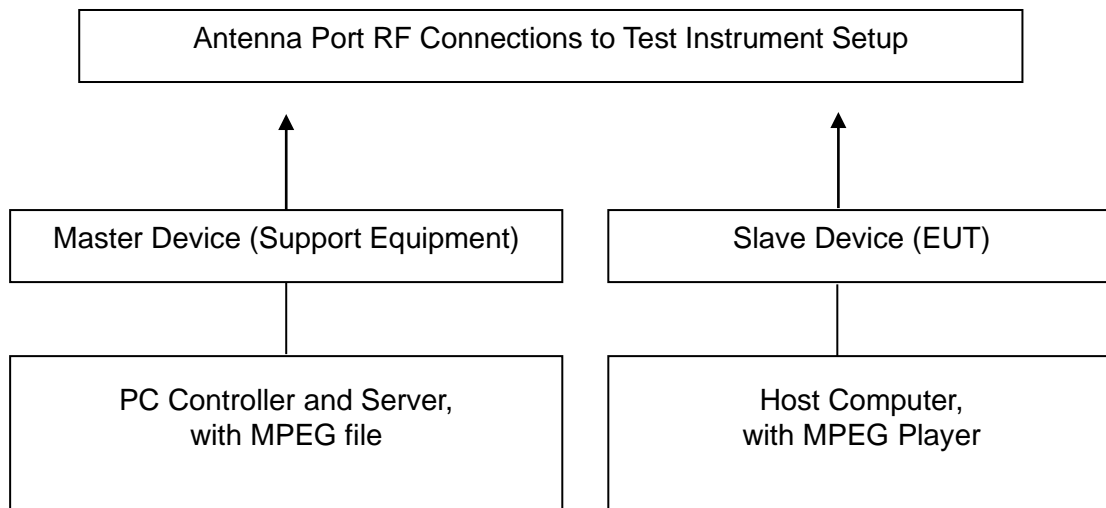 Antenna Port RF Connections to Test Instrument Setup
Master Device (Support Equipment)
Slave Device (EUT)
PC Controller and Server,
with MPEG file
Host Computer,
with MPEG Player